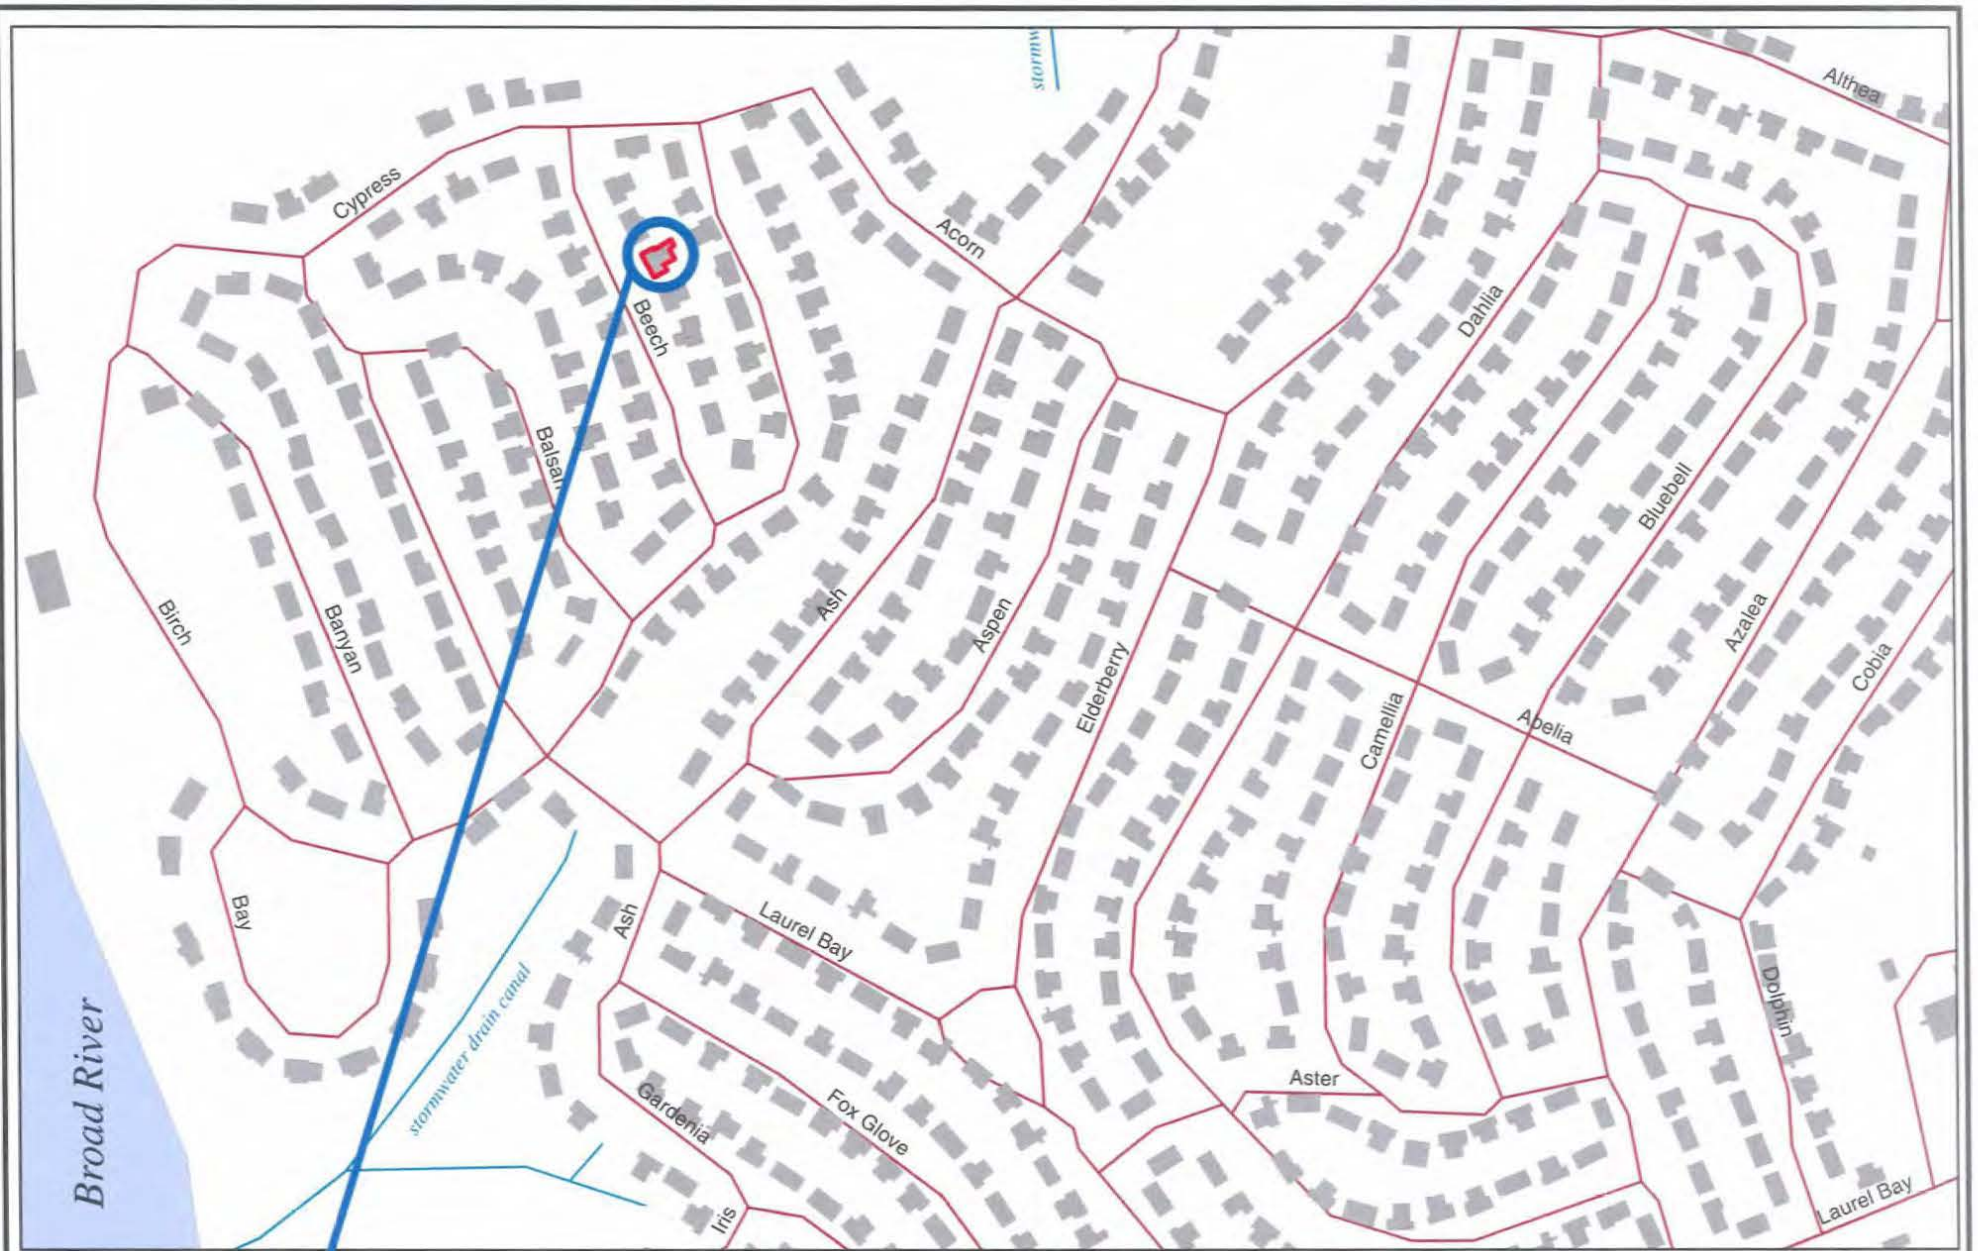 stormw
Althea
Cypress
Acorn
Beech
Dahlia
Balsam
Bluebell
Birch
Banyan
Ash
Aspen
Elderberry
Azalea
Cobia
Camellia
Abelia
Bay
Ash
Laurel Bay
Broad River
stormwater drain canal
Dolphin
Aster
Gardenia
Fox Glove
Iris
Laurel Bay